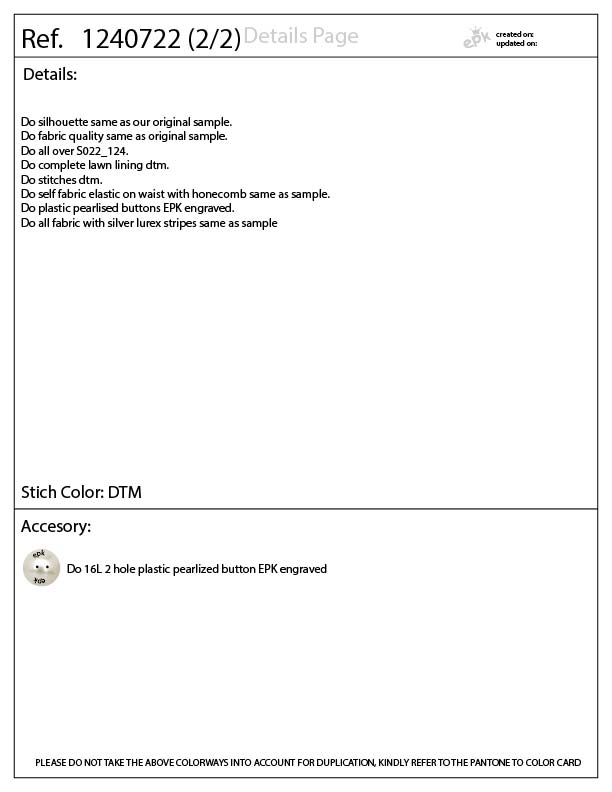 Ref. 1240722 (2/2) Details Page
epk
created on:
updated on:
Details:
Do silhouette same as our original sample.
Do fabric quality same as original sample.
Do all over S022_124.
Do complete lawn lining dtm.
Do stitches dtm.
Do self fabric elastic on waist with honecomb same as sample.
Do plastic pearlised buttons EPK engraved.
Do all fabric with silver lurex stripes same as sample
Stich Color: DTM
Accesory:
epk
Do 16L 2 hole plastic pearlized button EPK engraved
epk
PLEASE DO NOT TAKE THE ABOVE COLORWAYS INTO ACCOUNT FOR DUPLICATION, KINDLY REFER TO THE PANTONE TO COLOR CARD